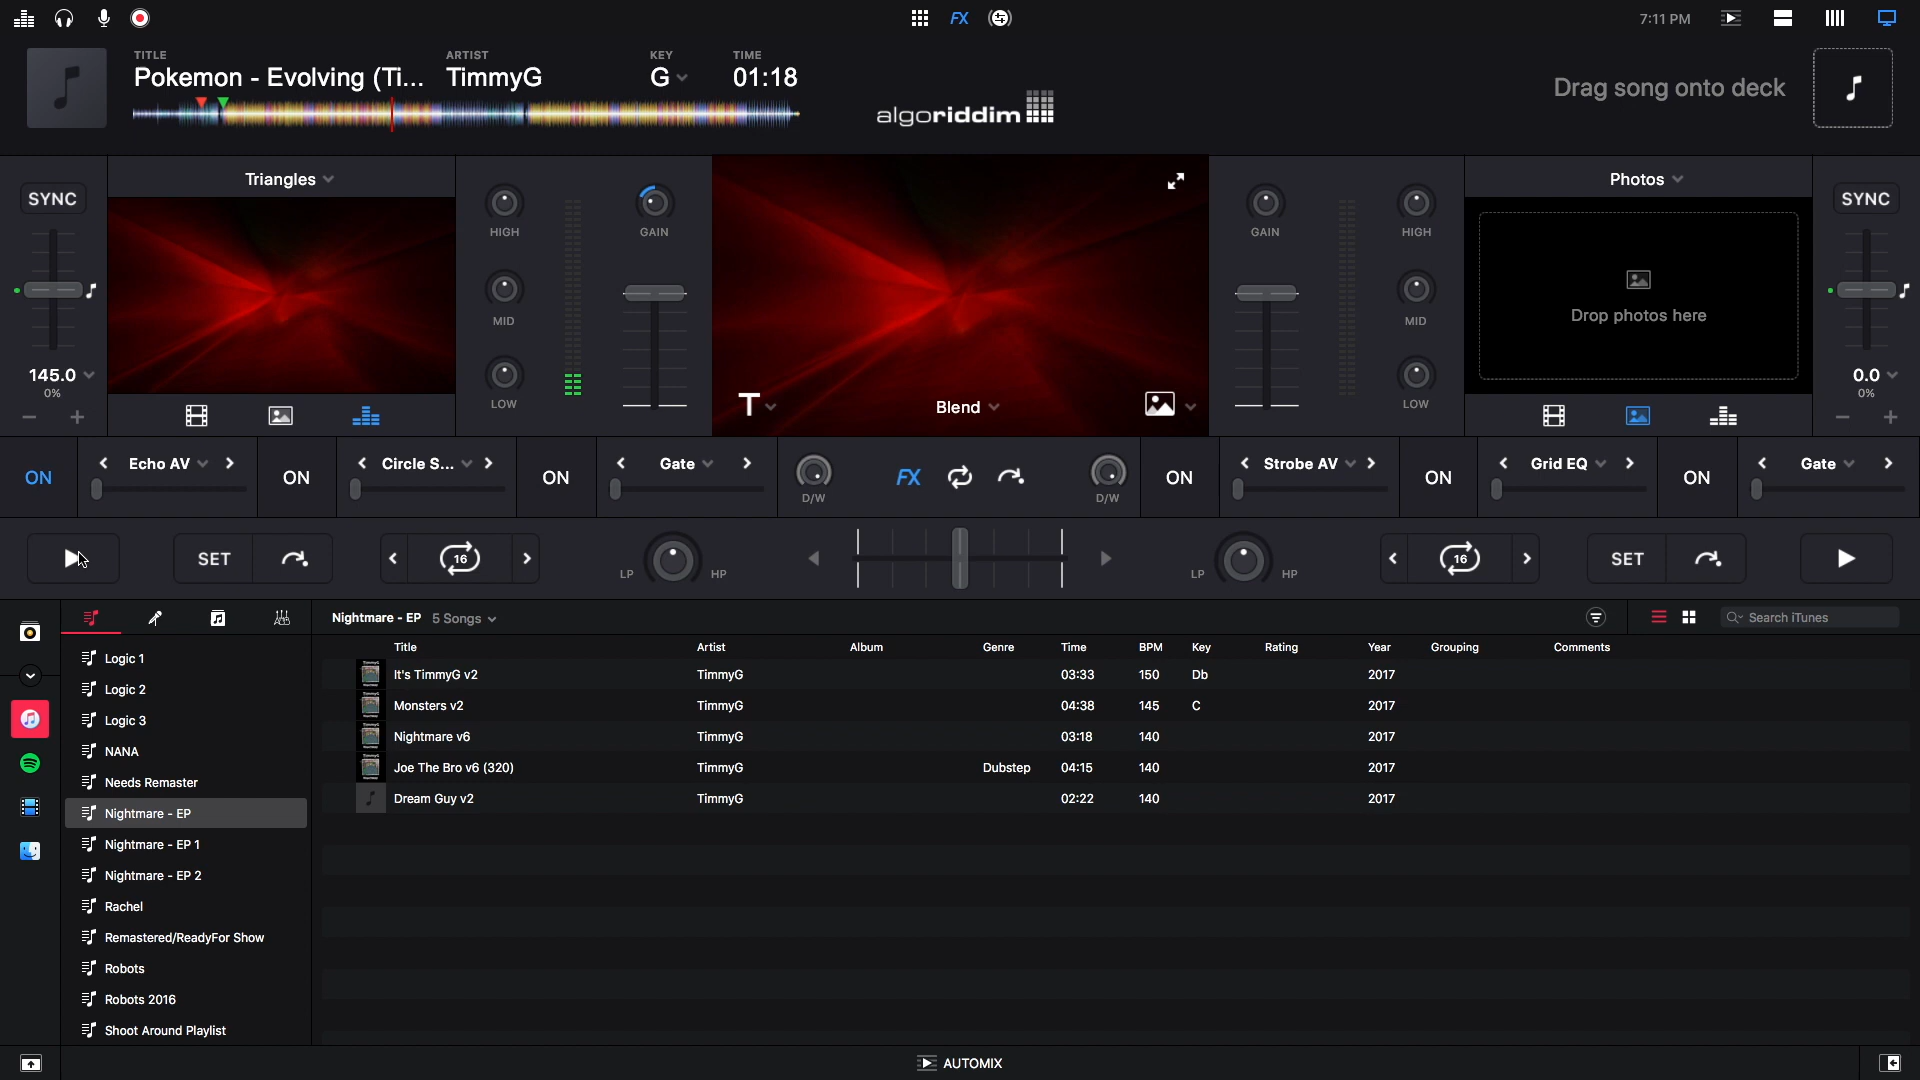 FX 7:11 PM
TITLE ARTIST KEY TIME
Pokemon - Evolving (Ti... TimmyG G 01:18
Drag song onto deck
algoriddim
SYNC Triangles Photos SYNC
HIGH GAIN GAIN HIGH
MID MID
Drop photos here
145.0 0.0
0% 0%
LOW T Blend LOW
ON Echo AV ON Circle S... ON Gate D/W FX D/W ON Strobe AV ON Grid EQ ON Gate
SET 16 LP HP LP HP 16 SET
Nightmare - EP 5 Songs Search iTunes
Title Artist Album Genre Time BPM Key Rating Year Grouping Comments
It's TimmyG v2 TimmyG 03:33 150 Db 2017
Monsters v2 TimmyG 04:38 145 C 2017
Nightmare v6 TimmyG 03:18 140 2017
Joe The Bro v6 (320) TimmyG Dubstep 04:15 140 2017
Dream Guy v2 TimmyG 02:22 140 2017
Logic 1
Logic 2
Logic 3
NANA
Needs Remaster
Nightmare - EP
Nightmare - EP 1
Nightmare - EP 2
Rachel
Remastered/ReadyFor Show
Robots
Robots 2016
Shoot Around Playlist
AUTOMIX